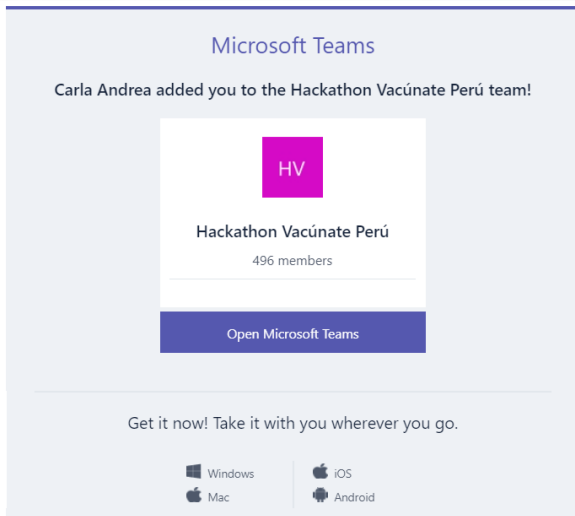 Microsoft Teams
Carla Andrea added you to the Hackathon Vacúnate Perú team!
HV
Hackathon Vacúnate Perú
496 members
Open Microsoft Teams
Get it now! Take it with you wherever you go.
Windows
iOS
Mac
Android